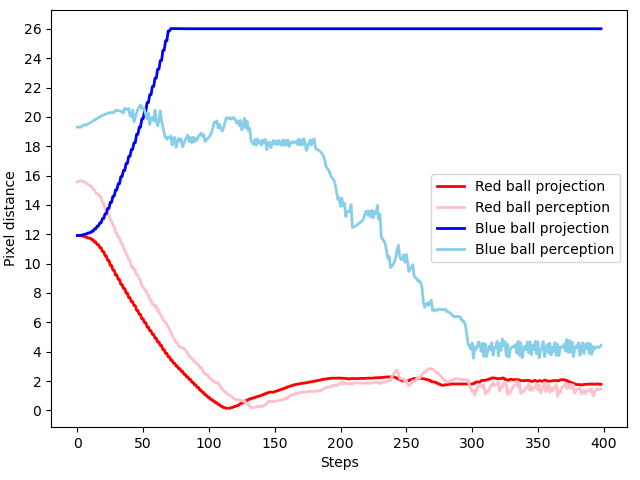 26
24
22
20
18
16
14
12
10
8
6
4
2
0
Pixel distance
Red ball projection
Red ball perception
Blue ball projection
Blue ball perception
0 50 100 150 200 250 300 350 400
Steps